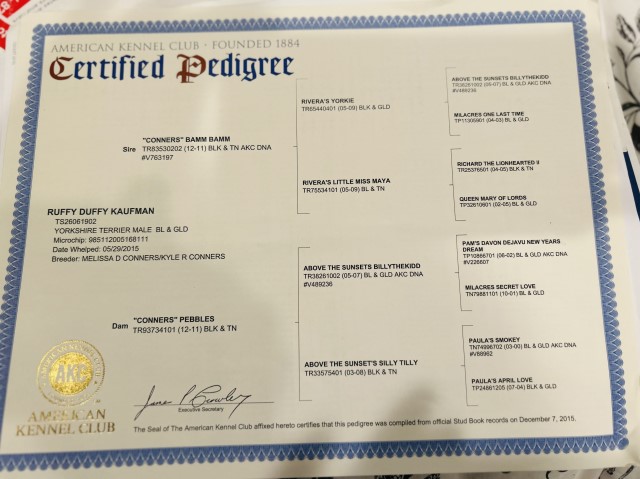 AMERICAN KENNEL CLUB · FOUNDED 1884
Certified Pedigree
RUFFY DUFFY KAUFMAN
TS26061902
YORKSHIRE TERRIER MALE BL & GLD
Microchip: 985112005168111
Date Whelped: 05/29/2015
Breeder: MELISSA D CONNERS/KYLE R CONNERS
"CONNERS" BAMM BAMM
Sire TR83530202 (12-11) BLK & TN AKC DNA
#V763197
"CONNERS" PEBBLES
Dam TR93734101 (12-11) BLK & TN
RIVERA'S YORKIE
TR65440401 (05-09) BLK & GLD
RIVERA'S LITTLE MISS MAYA
TR75534101 (05-09) BL & TN
ABOVE THE SUNSETS BILLYTHEKIDD
TR38261002 (05-07) BL & GLD AKC DNA
#V489236
ABOVE THE SUNSET'S SILLY TILLY
TR33575401 (03-08) BLK & TN
ABOVE THE SUNSETS BILLYTHEKIDD
TR38261002 (05-07) BL & GLD AKC DNA
#V489236
MILACRES ONE LAST TIME
TP11305901 (04-03) BL & GLD
RICHARD THE LIONHEARTED II
TR25376501 (04-05) BLK & TN
QUEEN MARY OF LORDS
TP32610601 (02-05) BL & GLD
PAM'S DAVON DEJAVU NEW YEARS
DREAM
TP10866701 (06-02) BL & GLD AKC DNA
#V226607
MILACRES SECRET LOVE
TN79881101 (10-01) BL & GLD
PAULA'S SMOKEY
TN74996702 (03-00) BL & GLD AKC DNA
PAULA'S APRIL LOVE
TP24861205 (07-04) BLK & GLD
AKC
AMERICAN
KENNEL CLUB
James P. Crowley
Executive Secretary
The Seal of The American Kennel Club affixed hereto certifies that this pedigree was compiled from official Stud Book records on December 7, 2015.